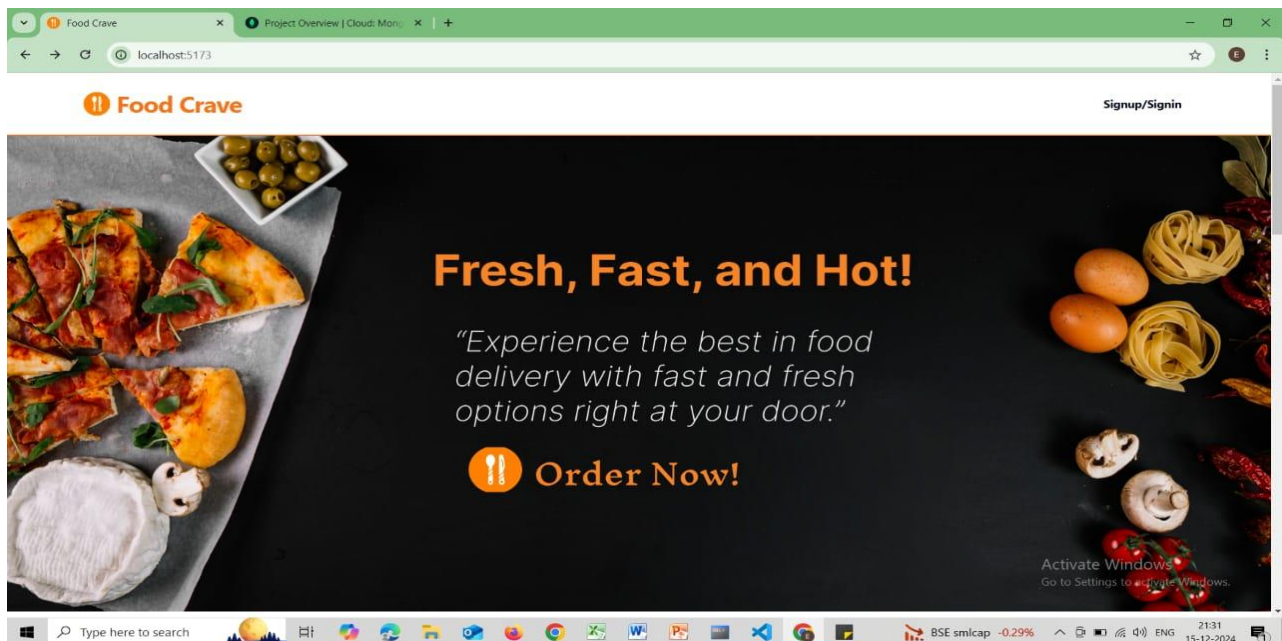 Food Crave
Project Overview | Cloud: Mong
localhost:5173
E
Food Crave
Signup/Signin
Fresh, Fast, and Hot!
“Experience the best in food
delivery with fast and fresh
options right at your door.”
Order Now!
Activate Windows
Go to Settings to activate Windows.
Type here to search
BSE smlcap -0.29%
ENG
21:31
15-12-2024